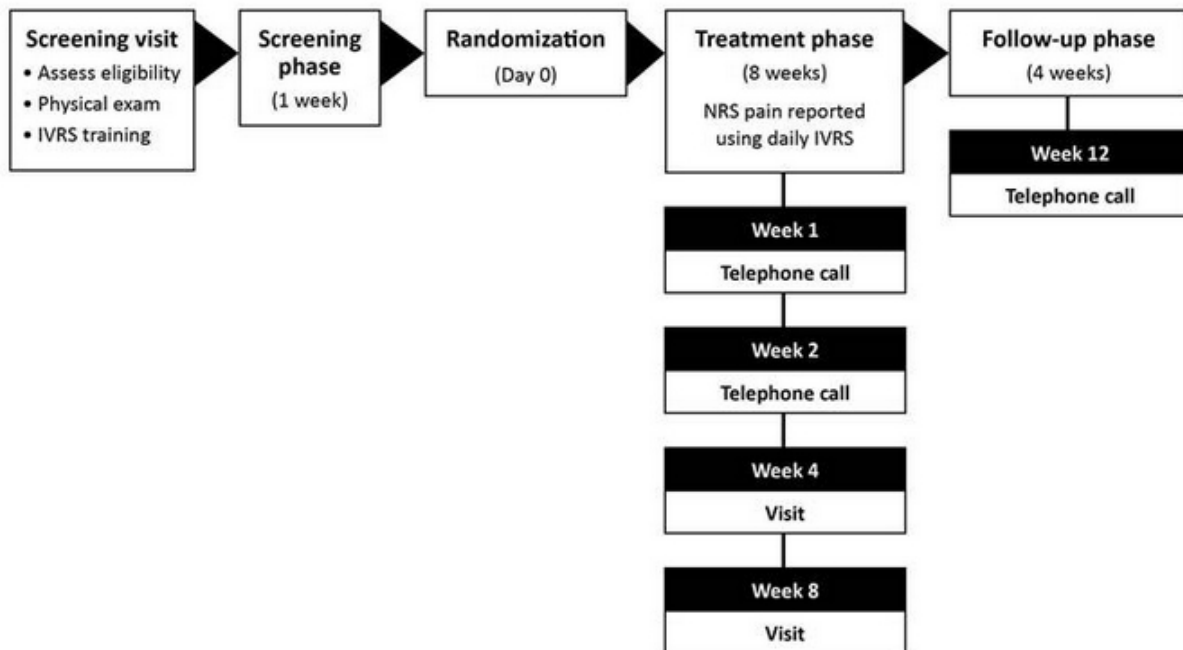 Screening visit
• Assess eligibility
• Physical exam
• IVRS training
Screening
phase
(1 week)
Randomization
(Day 0)
Treatment phase
(8 weeks)
NRS pain reported
using daily IVRS
Week 1
Telephone call
Week 2
Telephone call
Week 4
Visit
Week 8
Visit
Follow-up phase
(4 weeks)
Week 12
Telephone call